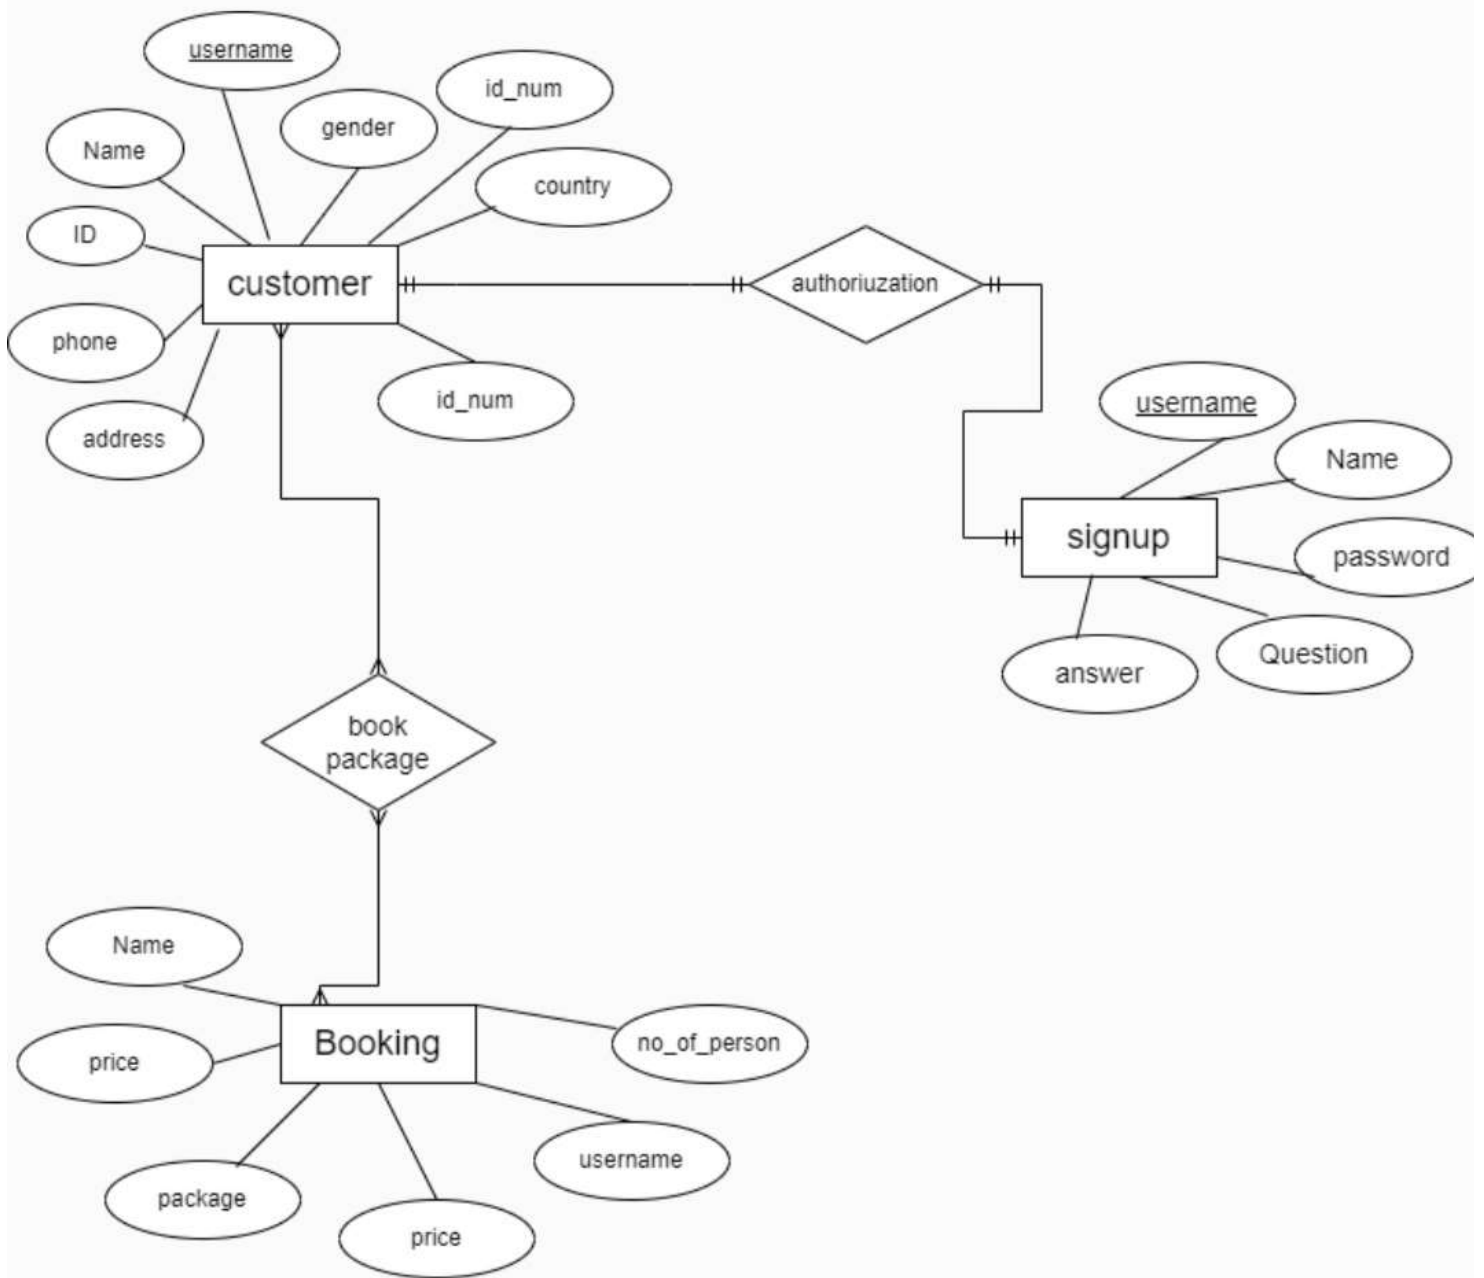 username
id_num
gender
Name
country
ID
customer
authoriuzation
phone
id_num
username
address
Name
signup
password
Question
answer
book
package
Name
Booking
no_of_person
price
username
package
price